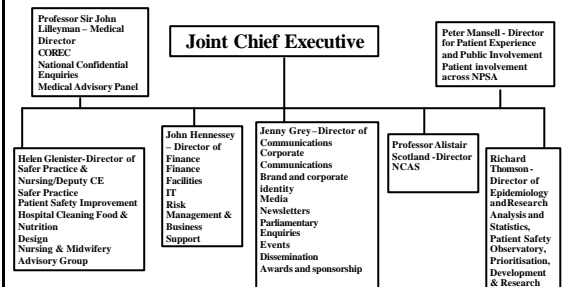 Professor Sir John
Lilleyman – Medical
Director
COREC
National Confidential
Enquiries
Medical Advisory Panel
Joint Chief Executive
Peter Mansell - Director
for Patient Experience
and Public Involvement
Patient involvement
across NPSA
Helen Glenister-Director of
Safer Practice &
Nursing/Deputy CE
Safer Practice
Patient Safety Improvement
Hospital Cleaning Food &
Nutrition
Design
Nursing & Midwifery
Advisory Group
John Hennessey
– Director of
Finance
Finance
Facilities
IT
Risk
Management &
Business
Support
Jenny Grey–Director of
Communications
Corporate
Communications
Brand and corporate
identity
Media
Newsletters
Parliamentary
Enquiries
Events
Dissemination
Awards and sponsorship
Professor Alistair
Scotland -Director
NCAS
Richard
Thomson -
Director of
Epidemiology
andResearch
Analysis and
Statistics,
Patient Safety
Observatory,
Prioritisation,
Development
& Research